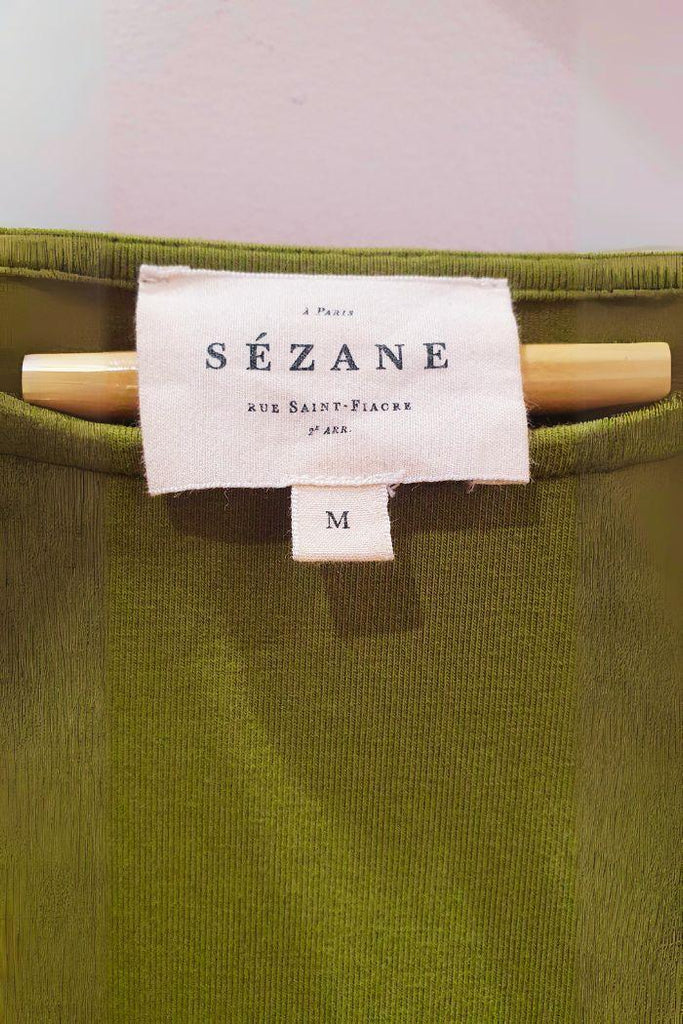 À PARIS
SÉZANE
RUE SAINT-FIACRE
2E ARR.
M